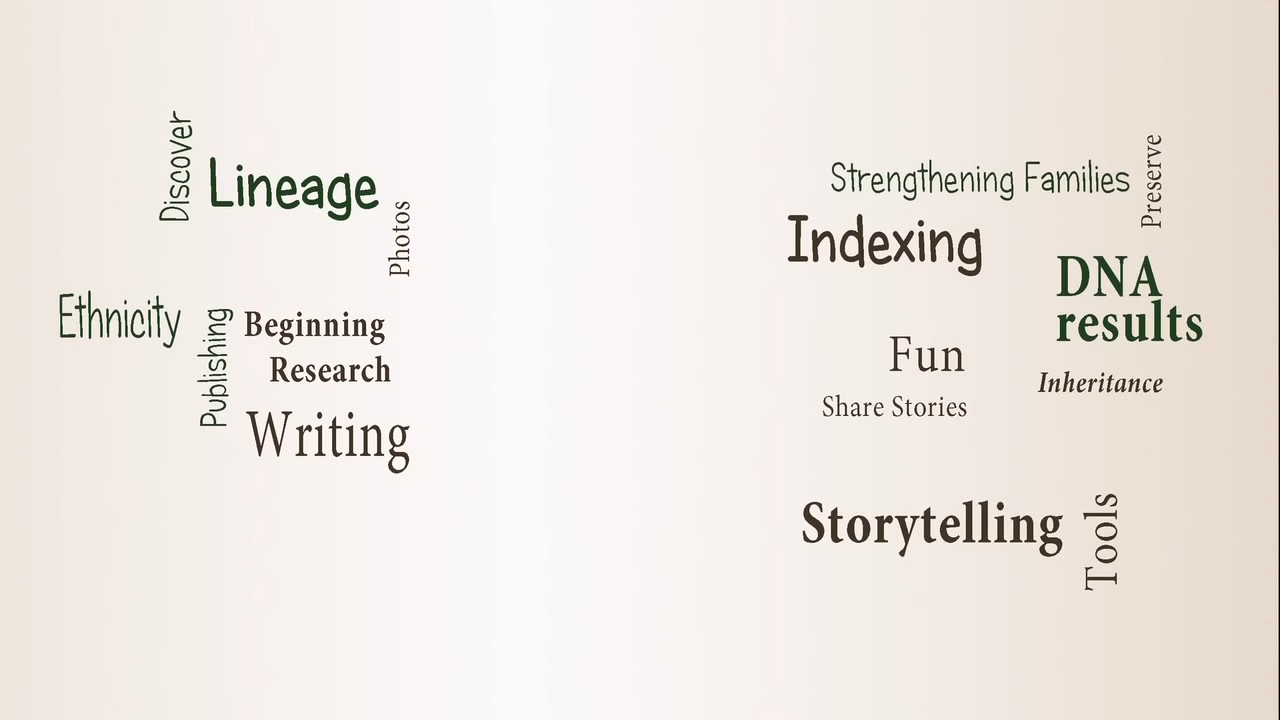 Discover
Lineage
Photos
Ethnicity
Publishing
Beginning
Research
Writing
Strengthening Families
Preserve
Indexing
DNA
results
Fun
Inheritance
Share Stories
Storytelling
Tools